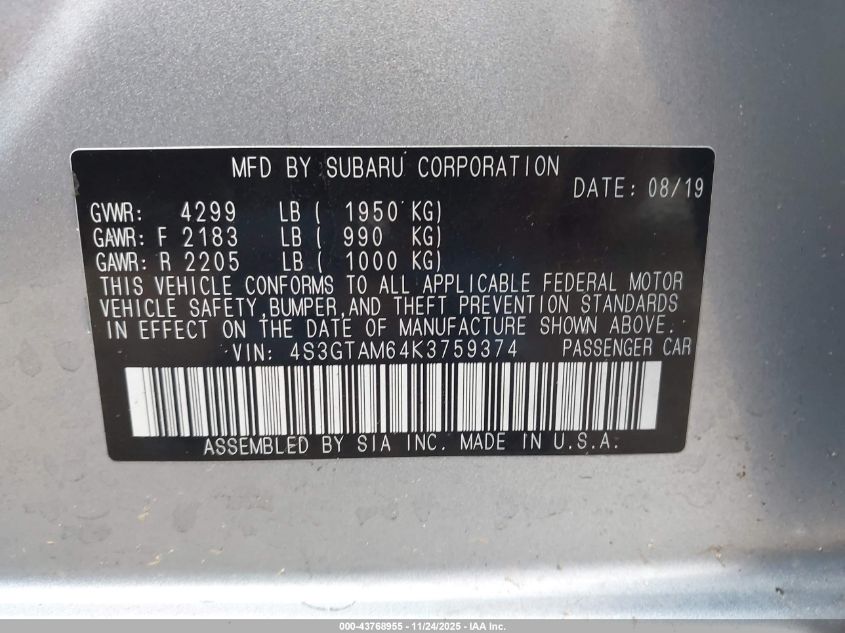 MFD BY SUBARU CORPORATION
DATE: 08/19
GVWR: 4299 LB ( 1950 KG)
GAWR: F 2183 LB ( 990 KG)
GAWR: R 2205 LB ( 1000 KG)
THIS VEHICLE CONFORMS TO ALL APPLICABLE FEDERAL MOTOR
VEHICLE SAFETY,BUMPER,AND THEFT PREVENTION STANDARDS
IN EFFECT ON THE DATE OF MANUFACTURE SHOWN ABOVE.
VIN: 4S3GTAM64K3759374 PASSENGER CAR
ASSEMBLED BY SIA INC. MADE IN U.S.A.
000-43768955 - 11/24/2025 - IAA Inc.